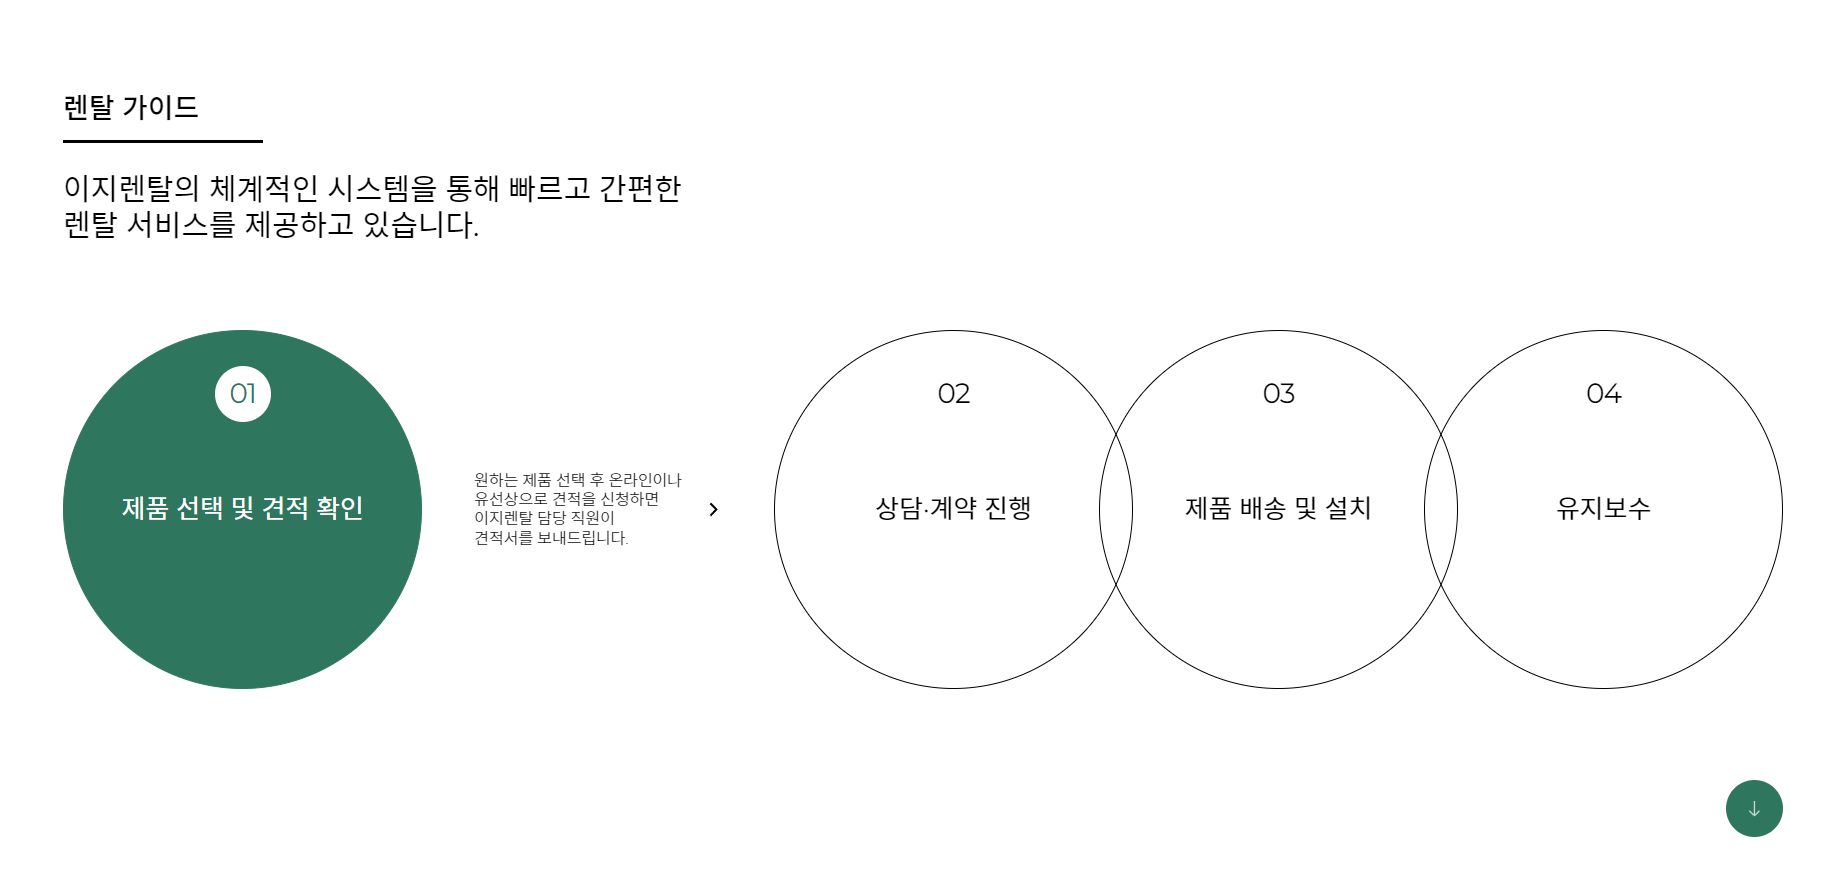 렌탈 가이드
이지렌탈의 체계적인 시스템을 통해 빠르고 간편한
렌탈 서비스를 제공하고 있습니다.
01
제품 선택 및 견적 확인
원하는 제품 선택 후 온라인이나
유선상으로 견적을 신청하면
이지렌탈 담당 직원이
견적서를 보내드립니다.
02
상담·계약 진행
03
제품 배송 및 설치
04
유지보수